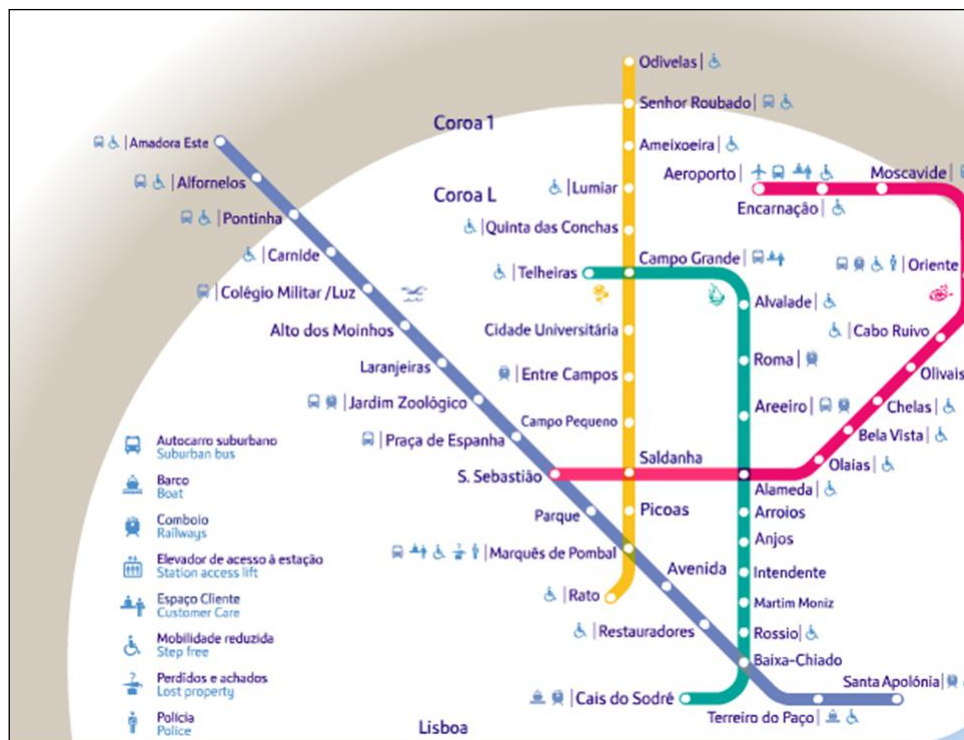 Odivelas
Senhor Roubado
Coroa 1
Amadora Este
Ameixoeira
Aeroporto
Moscavide
Alfornelos
Coroa L
Lumiar
Encarnação
Pontinha
Quinta das Conchas
Carnide
Telheiras
Campo Grande
Oriente
Colégio Militar /Luz
Alvalade
Alto dos Moinhos
Cidade Universitária
Cabo Ruivo
Laranjeiras
Roma
Entre Campos
Olivais
Jardim Zoológico
Areeiro
Chelas
Campo Pequeno
Praça de Espanha
Bela Vista
Saldanha
Olaias
S. Sebastião
Alameda
Parque
Picoas
Arroios
Anjos
Marquês de Pombal
Avenida
Intendente
Rato
Martim Moniz
Restauradores
Rossio
Baixa-Chiado
Santa Apolónia
Cais do Sodré
Terreiro do Paço
Lisboa
Autocarro suburbano
Suburban bus
Barco
Boat
Comboio
Railways
Elevador de acesso à estação
Station access lift
Espaço Cliente
Customer Care
Mobilidade reduzida
Step free
Perdidos e achados
Lost property
Polícia
Police